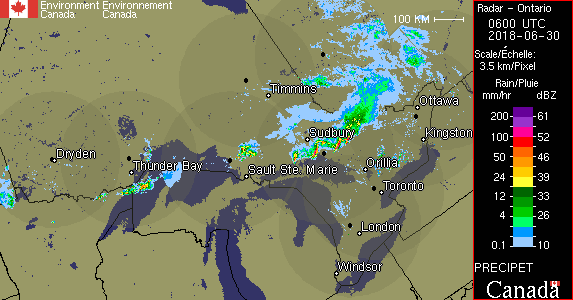 Environment Environnement
Canada Canada
100 KM
Timmins
Ottawa
Sudbury
Kingston
Dryden
Thunder Bay
Sault Ste. Marie
Orillia
Toronto
London
Windsor
Radar - Ontario
0600 UTC
2018-06-30
Scale/Échelle:
3.5 km/Pixel
Rain/Pluie
mm/hr dBZ
200 61
100 52
50 46
24 39
12 33
4 26
0.1 10
PRECIPET
Canada